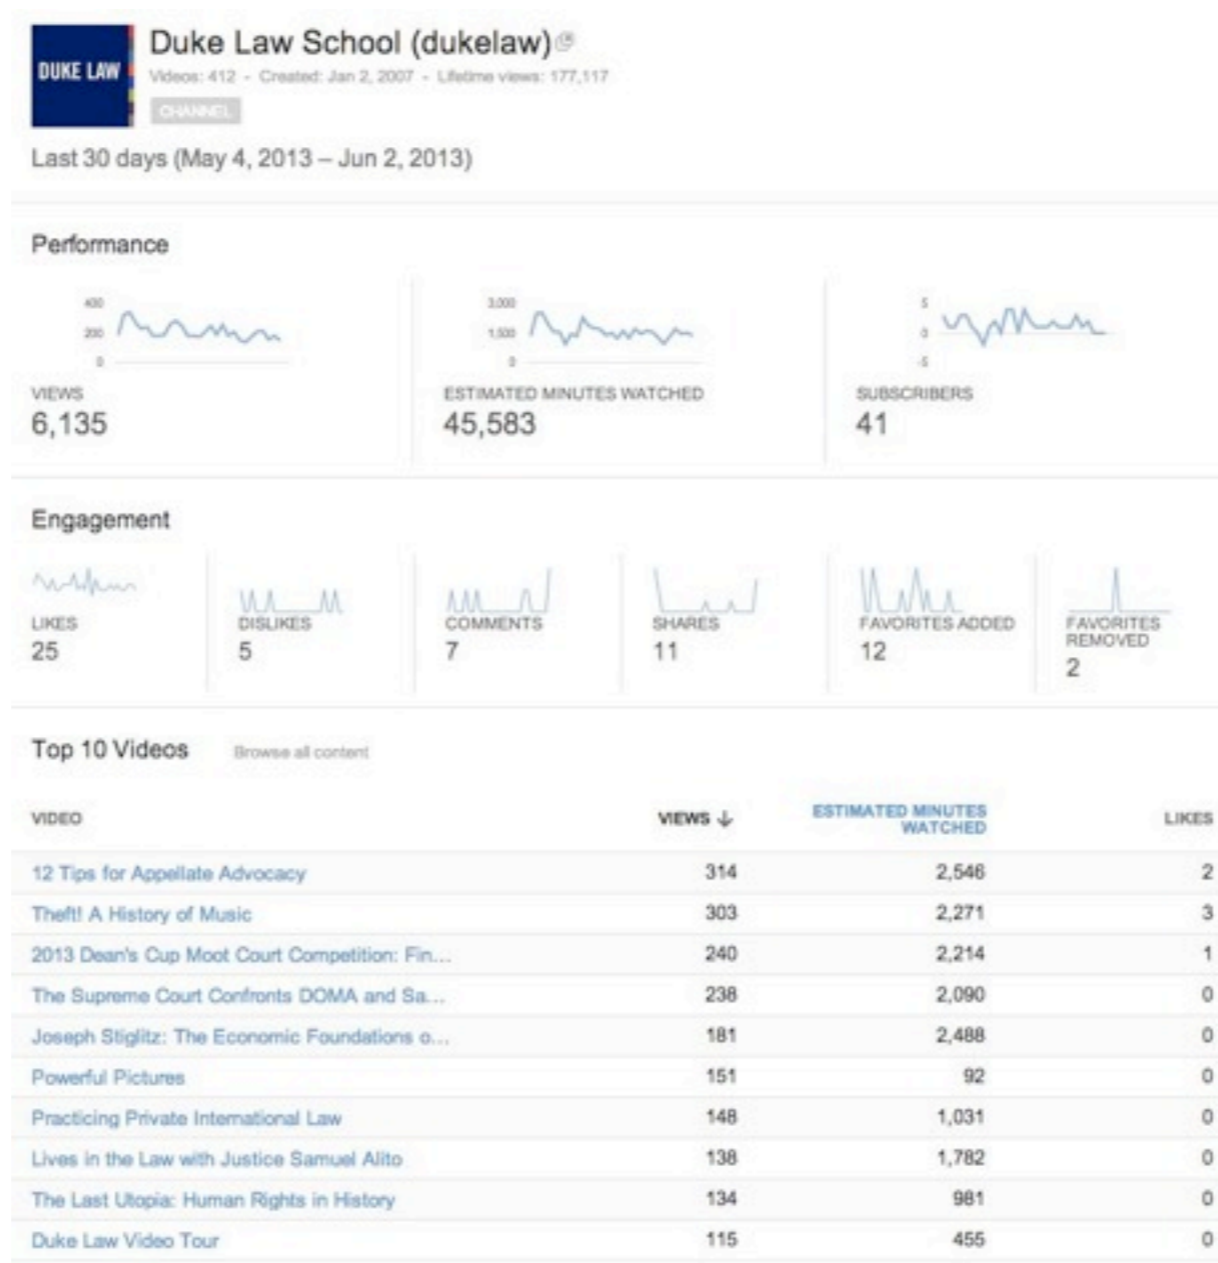 DUKE LAW
Duke Law School (dukelaw)
Videos: 412 - Created: Jan 2, 2007 - Lifetime views: 177,117
CHANNEL
Last 30 days (May 4, 2013 – Jun 2, 2013)
Performance
400
200
0
VIEWS
6,135
3,000
1,500
0
ESTIMATED MINUTES WATCHED
45,583
5
0
-5
SUBSCRIBERS
41
Engagement
LIKES
25
DISLIKES
5
COMMENTS
7
SHARES
11
FAVORITES ADDED
12
FAVORITES
REMOVED
2
Top 10 Videos Browse all content
VIDEO VIEWS ↓ ESTIMATED MINUTES WATCHED LIKES
12 Tips for Appellate Advocacy 314 2,546 2
Theft! A History of Music 303 2,271 3
2013 Dean's Cup Moot Court Competition: Fin... 240 2,214 1
The Supreme Court Confronts DOMA and Sa... 238 2,090 0
Joseph Stiglitz: The Economic Foundations o... 181 2,488 0
Powerful Pictures 151 92 0
Practicing Private International Law 148 1,031 0
Lives in the Law with Justice Samuel Alito 138 1,782 0
The Last Utopia: Human Rights in History 134 981 0
Duke Law Video Tour 115 455 0